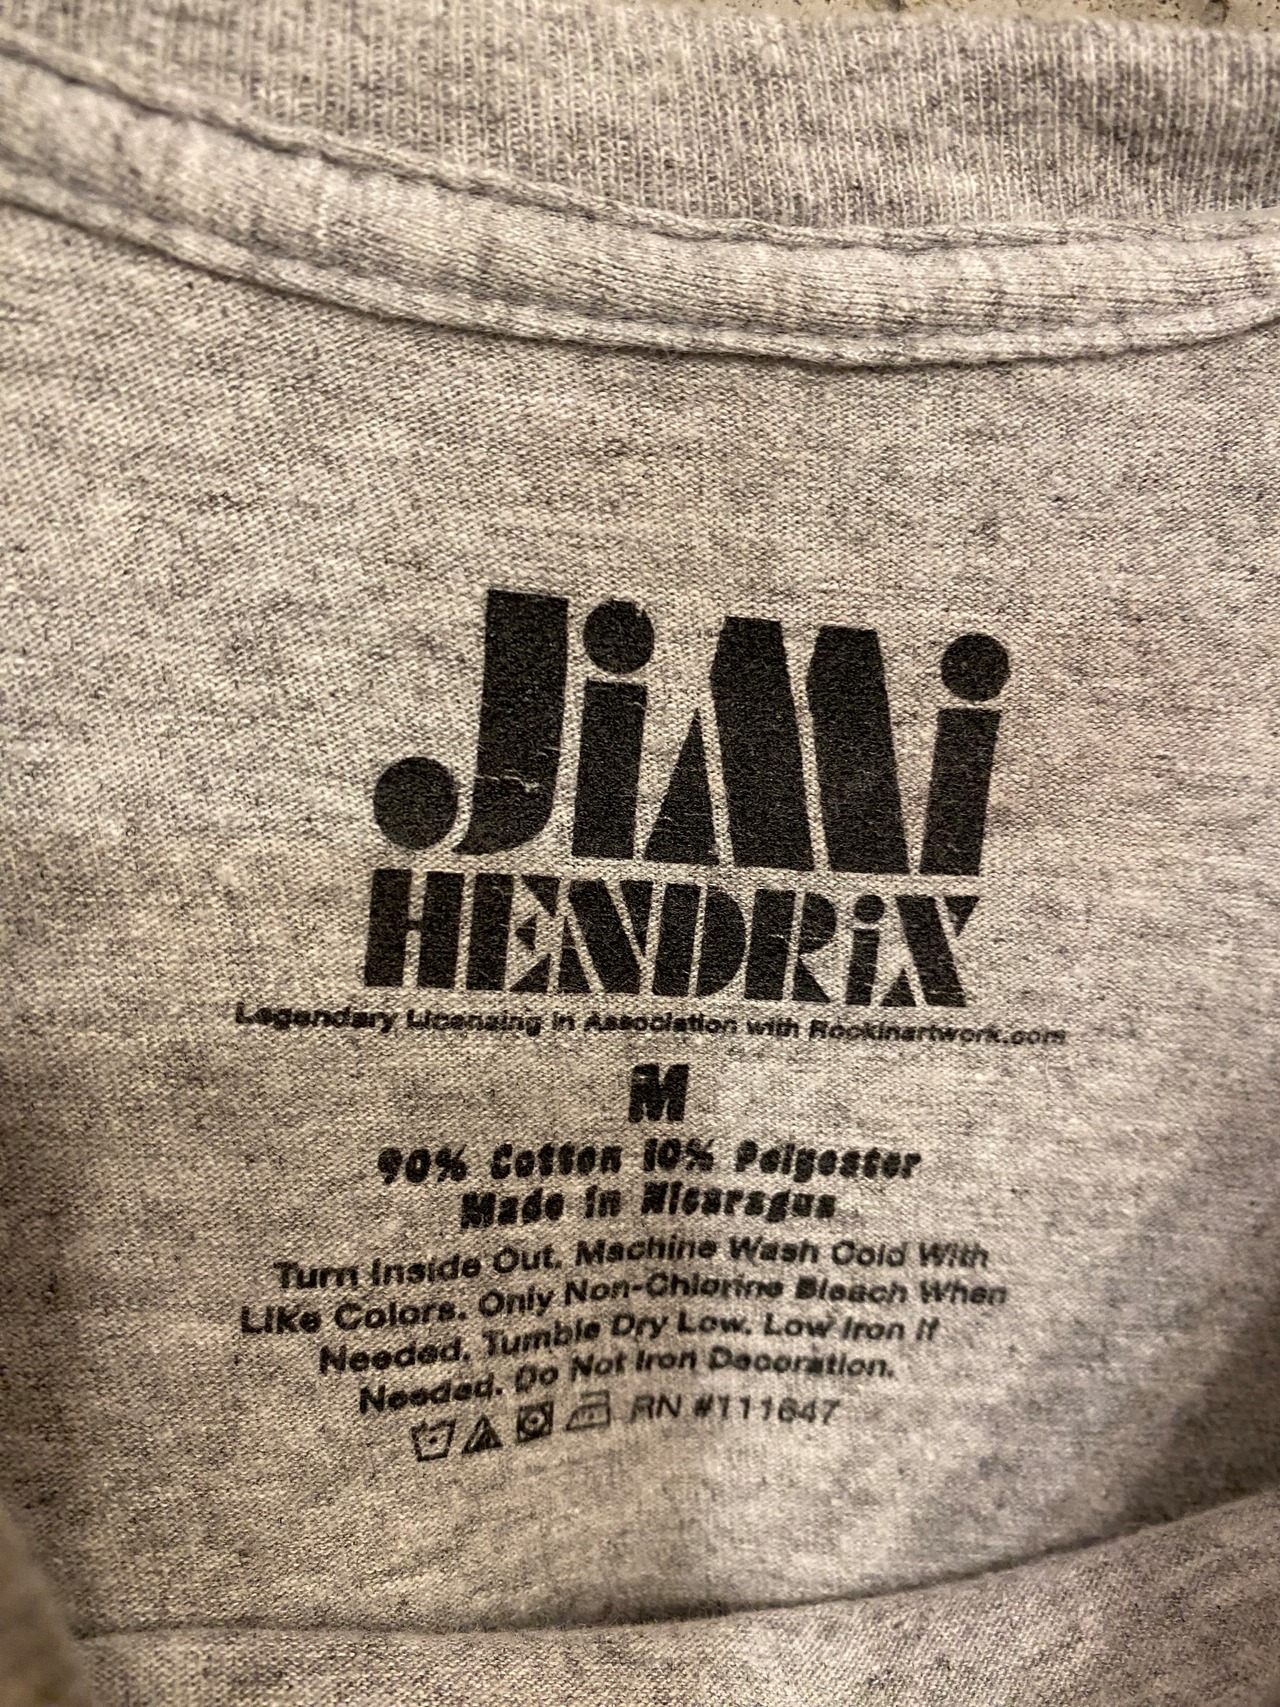 JiMi
HENDRiX
Legendary Licensing in Association with Rockinartwork.com
M
90% Cotton 10% Polyester
Made in Nicaragua
Turn Inside Out. Machine Wash Cold With
Like Colors. Only Non-Chlorine Bleach When
Needed. Tumble Dry Low. Low Iron If
Needed. Do Not Iron Decoration.
RN #111647